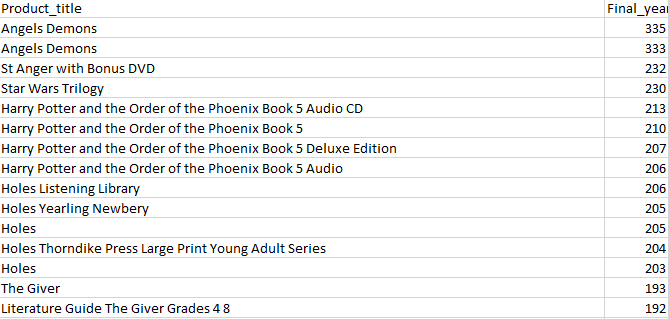 Product_title Final_year
Angels Demons 335
Angels Demons 333
St Anger with Bonus DVD 232
Star Wars Trilogy 230
Harry Potter and the Order of the Phoenix Book 5 Audio CD 213
Harry Potter and the Order of the Phoenix Book 5 210
Harry Potter and the Order of the Phoenix Book 5 Deluxe Edition 207
Harry Potter and the Order of the Phoenix Book 5 Audio 206
Holes Listening Library 206
Holes Yearling Newbery 205
Holes 205
Holes Thorndike Press Large Print Young Adult Series 204
Holes 203
The Giver 193
Literature Guide The Giver Grades 4 8 192